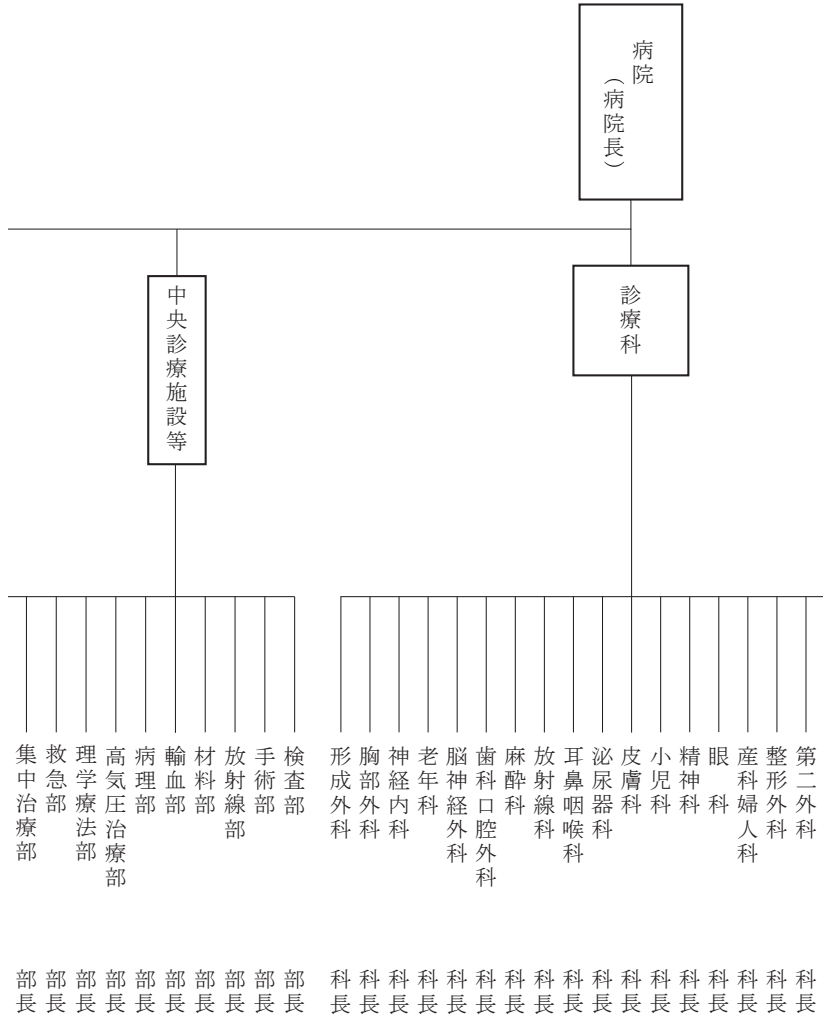 病院
(病院長)
診療科
中央診療施設等
第二外科 科長
整形外科 科長
産科婦人科 科長
眼　科 科長
精神科 科長
小児科 科長
皮膚科 科長
泌尿器科 科長
耳鼻咽喉科 科長
放射線科 科長
麻酔科 科長
歯科口腔外科 科長
脳神経外科 科長
老年科 科長
神経内科 科長
胸部外科 科長
形成外科 科長
検査部 部長
手術部 部長
放射線部 部長
材料部 部長
輸血部 部長
病理部 部長
高気圧治療部 部長
理学療法部 部長
救急部 部長
集中治療部 部長